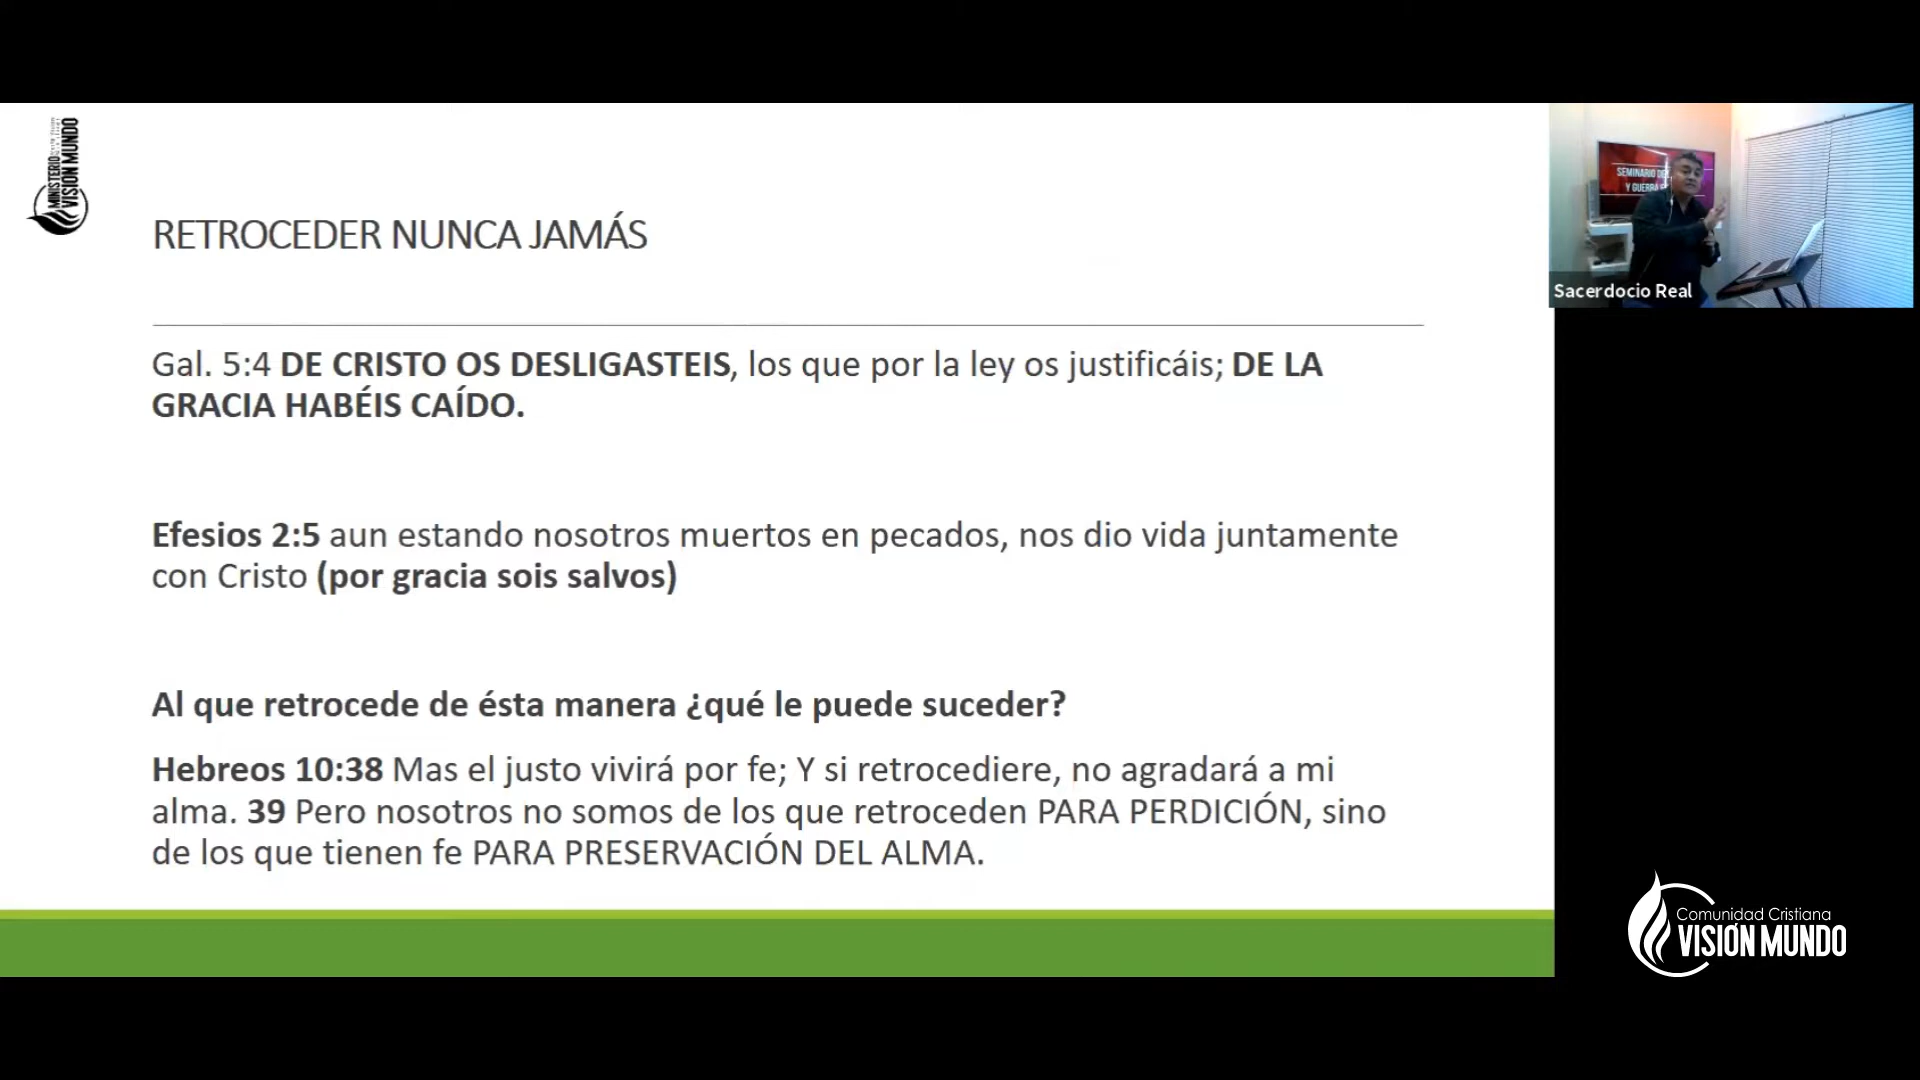 MINISTERIO
VISIÓN MUNDO
RETROCEDER NUNCA JAMÁS
Gal. 5:4 DE CRISTO OS DESLIGASTEIS, los que por la ley os justificáis; DE LA
GRACIA HABÉIS CAÍDO.
Efesios 2:5 aun estando nosotros muertos en pecados, nos dio vida juntamente
con Cristo (por gracia sois salvos)
Al que retrocede de ésta manera ¿qué le puede suceder?
Hebreos 10:38 Mas el justo vivirá por fe; Y si retrocediere, no agradará a mi
alma. 39 Pero nosotros no somos de los que retroceden PARA PERDICIÓN, sino
de los que tienen fe PARA PRESERVACIÓN DEL ALMA.
SEMINARIO
Y GUERRA
Sacerdocio Real
Comunidad Cristiana
VISIÓN MUNDO